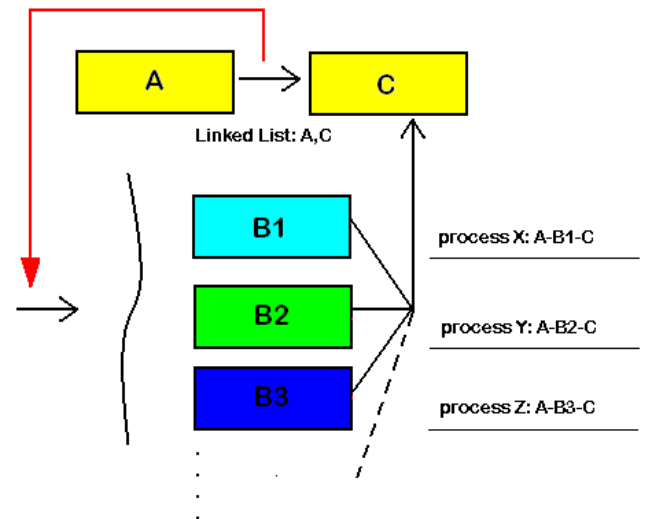 A
C
Linked List: A,C
B1
process X: A-B1-C
B2
process Y: A-B2-C
B3
process Z: A-B3-C